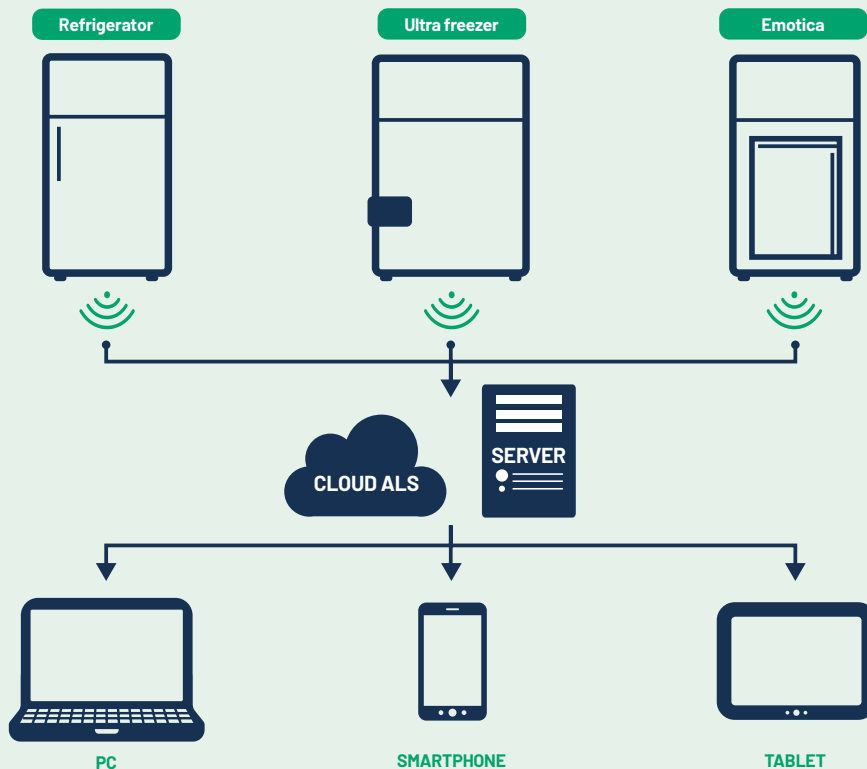 Refrigerator
Ultra freezer
Emotica
CLOUD ALS
SERVER
PC
SMARTPHONE
TABLET